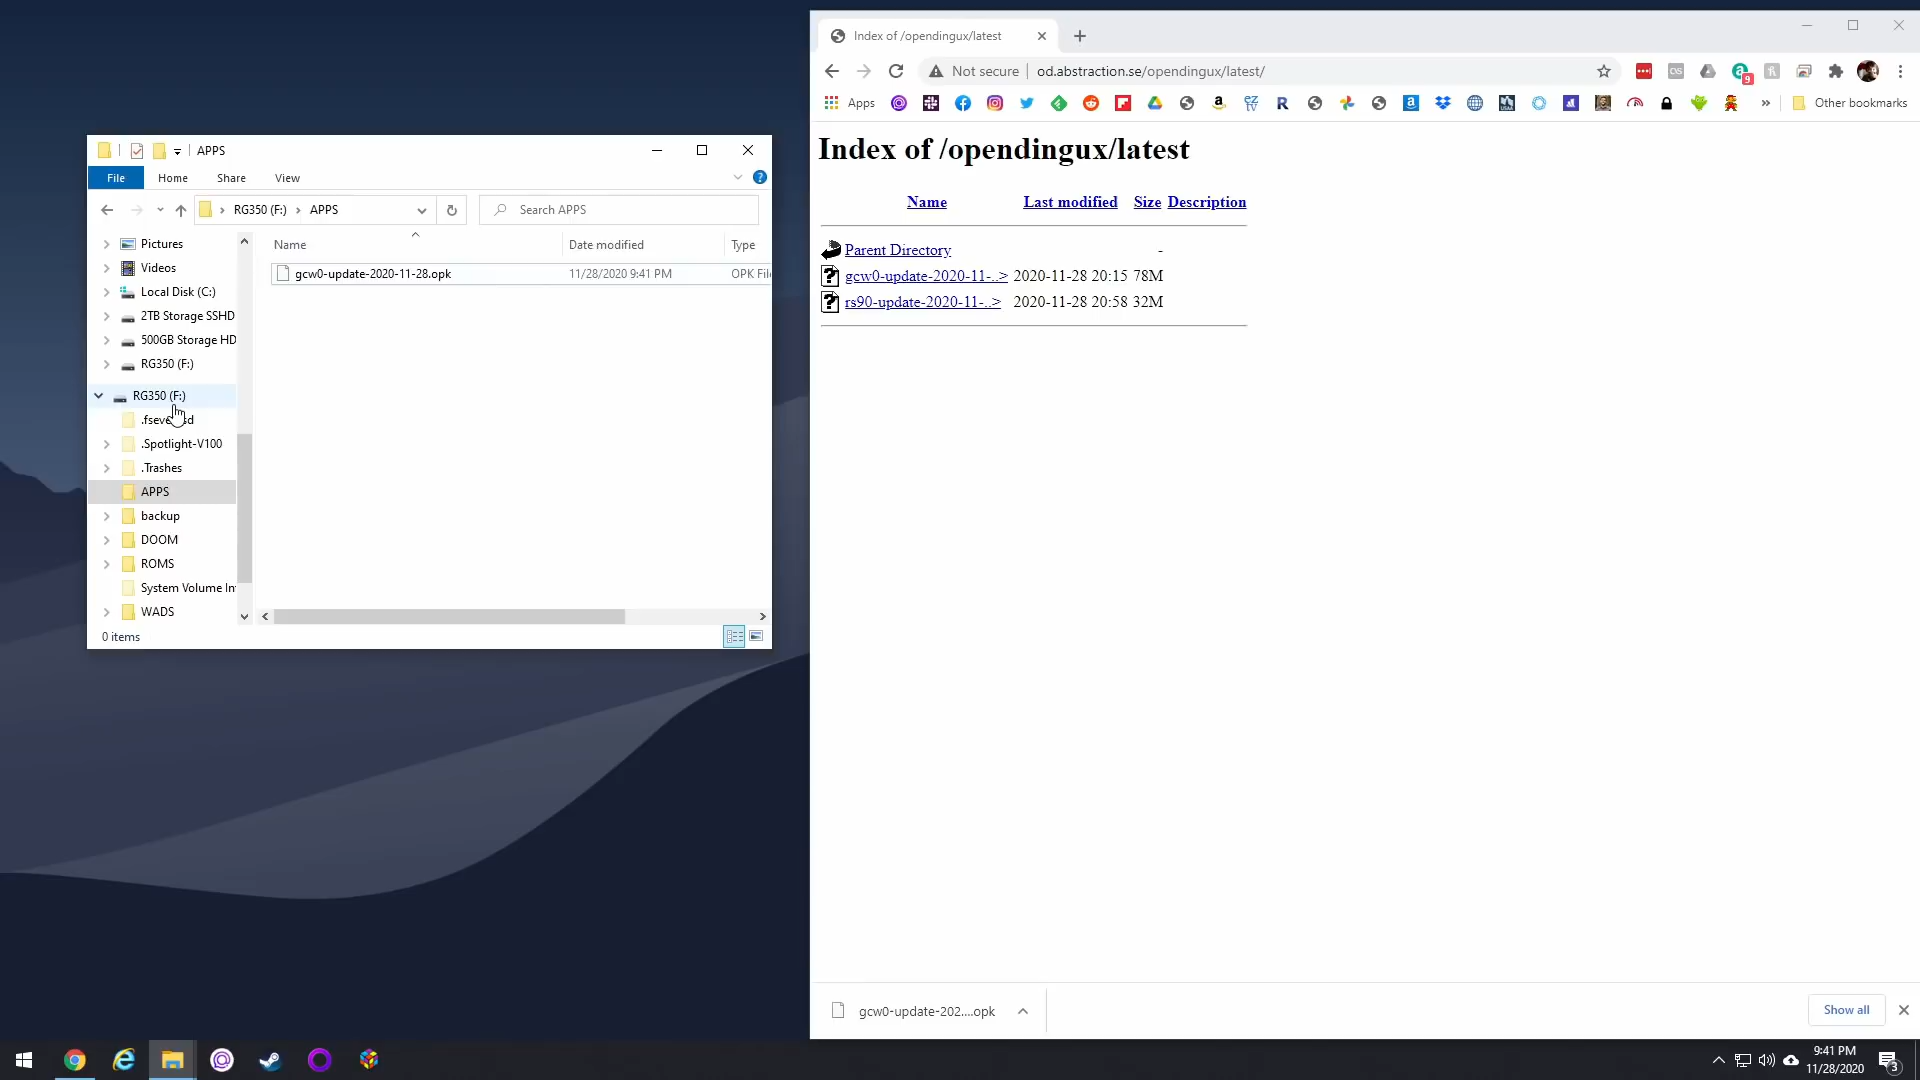 APPS
File Home Share View
RG350 (F:) APPS
Search APPS
Name Date modified Type
gcw0-update-2020-11-28.opk 11/28/2020 9:41 PM OPK File
Pictures
Videos
Local Disk (C:)
2TB Storage SSHD
500GB Storage HD
RG350 (F:)
RG350 (F:)
.Spotlight-V100
.Trashes
APPS
backup
DOOM
ROMS
System Volume In
WADS
0 items
Index of /opendingux/latest
Not secure od.abstraction.se/opendingux/latest/
Apps Other bookmarks
Index of /opendingux/latest
Name Last modified Size Description
Parent Directory -
gcw0-update-2020-11-..> 2020-11-28 20:15 78M
rs90-update-2020-11-..> 2020-11-28 20:58 32M
gcw0-update-202....opk
Show all
9:41 PM
11/28/2020
3